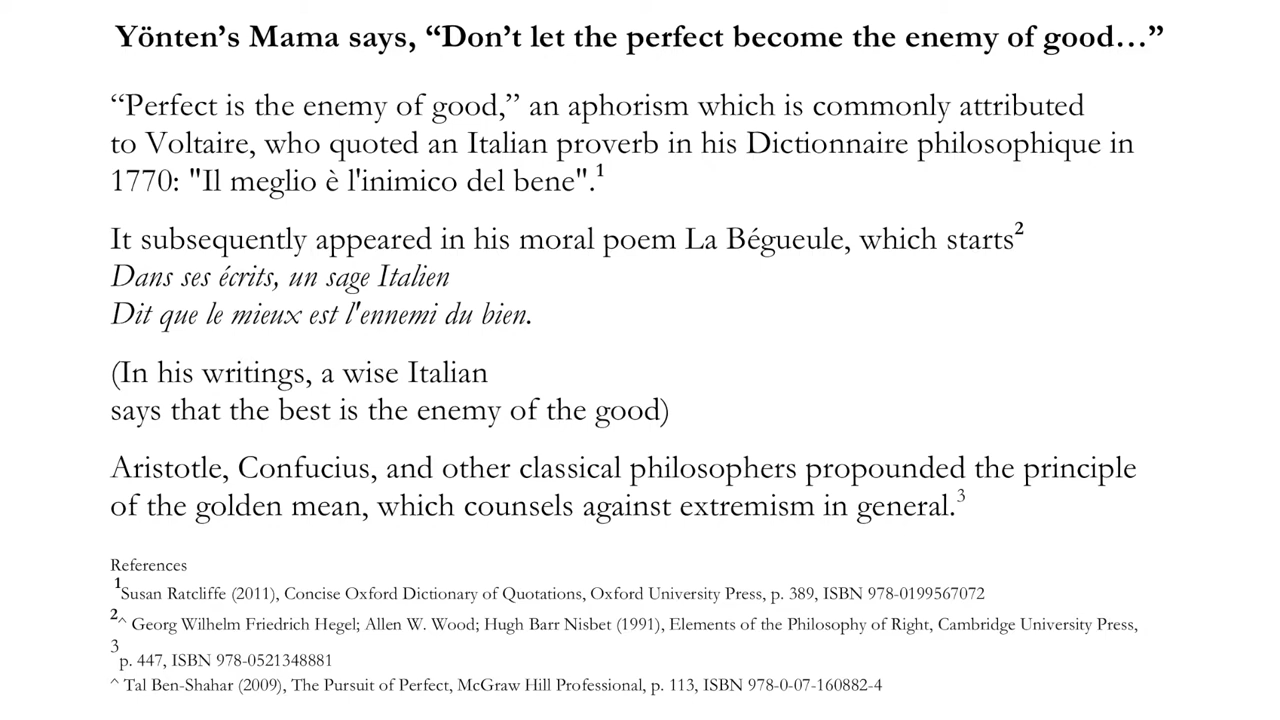 Yönten’s Mama says, “Don’t let the perfect become the enemy of good…”
“Perfect is the enemy of good,” an aphorism which is commonly attributed
to Voltaire, who quoted an Italian proverb in his Dictionnaire philosophique in
1770: "Il meglio è l'inimico del bene".¹
It subsequently appeared in his moral poem La Bégueule, which starts²
Dans ses écrits, un sage Italien
Dit que le mieux est l'ennemi du bien.
(In his writings, a wise Italian
says that the best is the enemy of the good)
Aristotle, Confucius, and other classical philosophers propounded the principle
of the golden mean, which counsels against extremism in general.³
References
¹Susan Ratcliffe (2011), Concise Oxford Dictionary of Quotations, Oxford University Press, p. 389, ISBN 978-0199567072
²^ Georg Wilhelm Friedrich Hegel; Allen W. Wood; Hugh Barr Nisbet (1991), Elements of the Philosophy of Right, Cambridge University Press,
³p. 447, ISBN 978-0521348881
^ Tal Ben-Shahar (2009), The Pursuit of Perfect, McGraw Hill Professional, p. 113, ISBN 978-0-07-160882-4